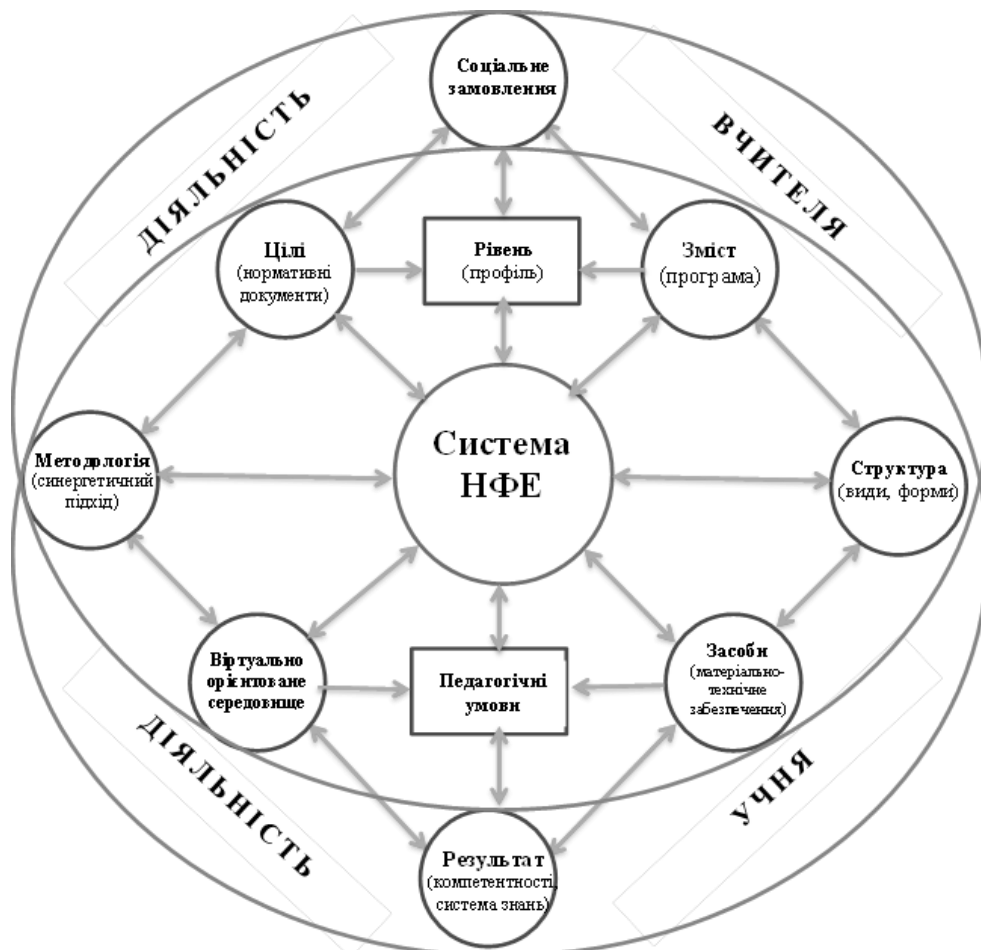 Соціальне
замовлення
ДІЯЛЬНІСТЬ
ВЧИТЕЛЯ
Цілі
(нормативні
документи)
Рівень
(профіль)
Зміст
(програма)
Система
НФЕ
Методологія
(синергетичний
підхід)
Структура
(види, форми)
Віртуально
орієнтоване
середовище
Педагогічні
умови
Засоби
(матеріально-
технічне
забезпечення)
ДІЯЛЬНІСТЬ
УЧНЯ
Результат
(компетентності,
система знань)